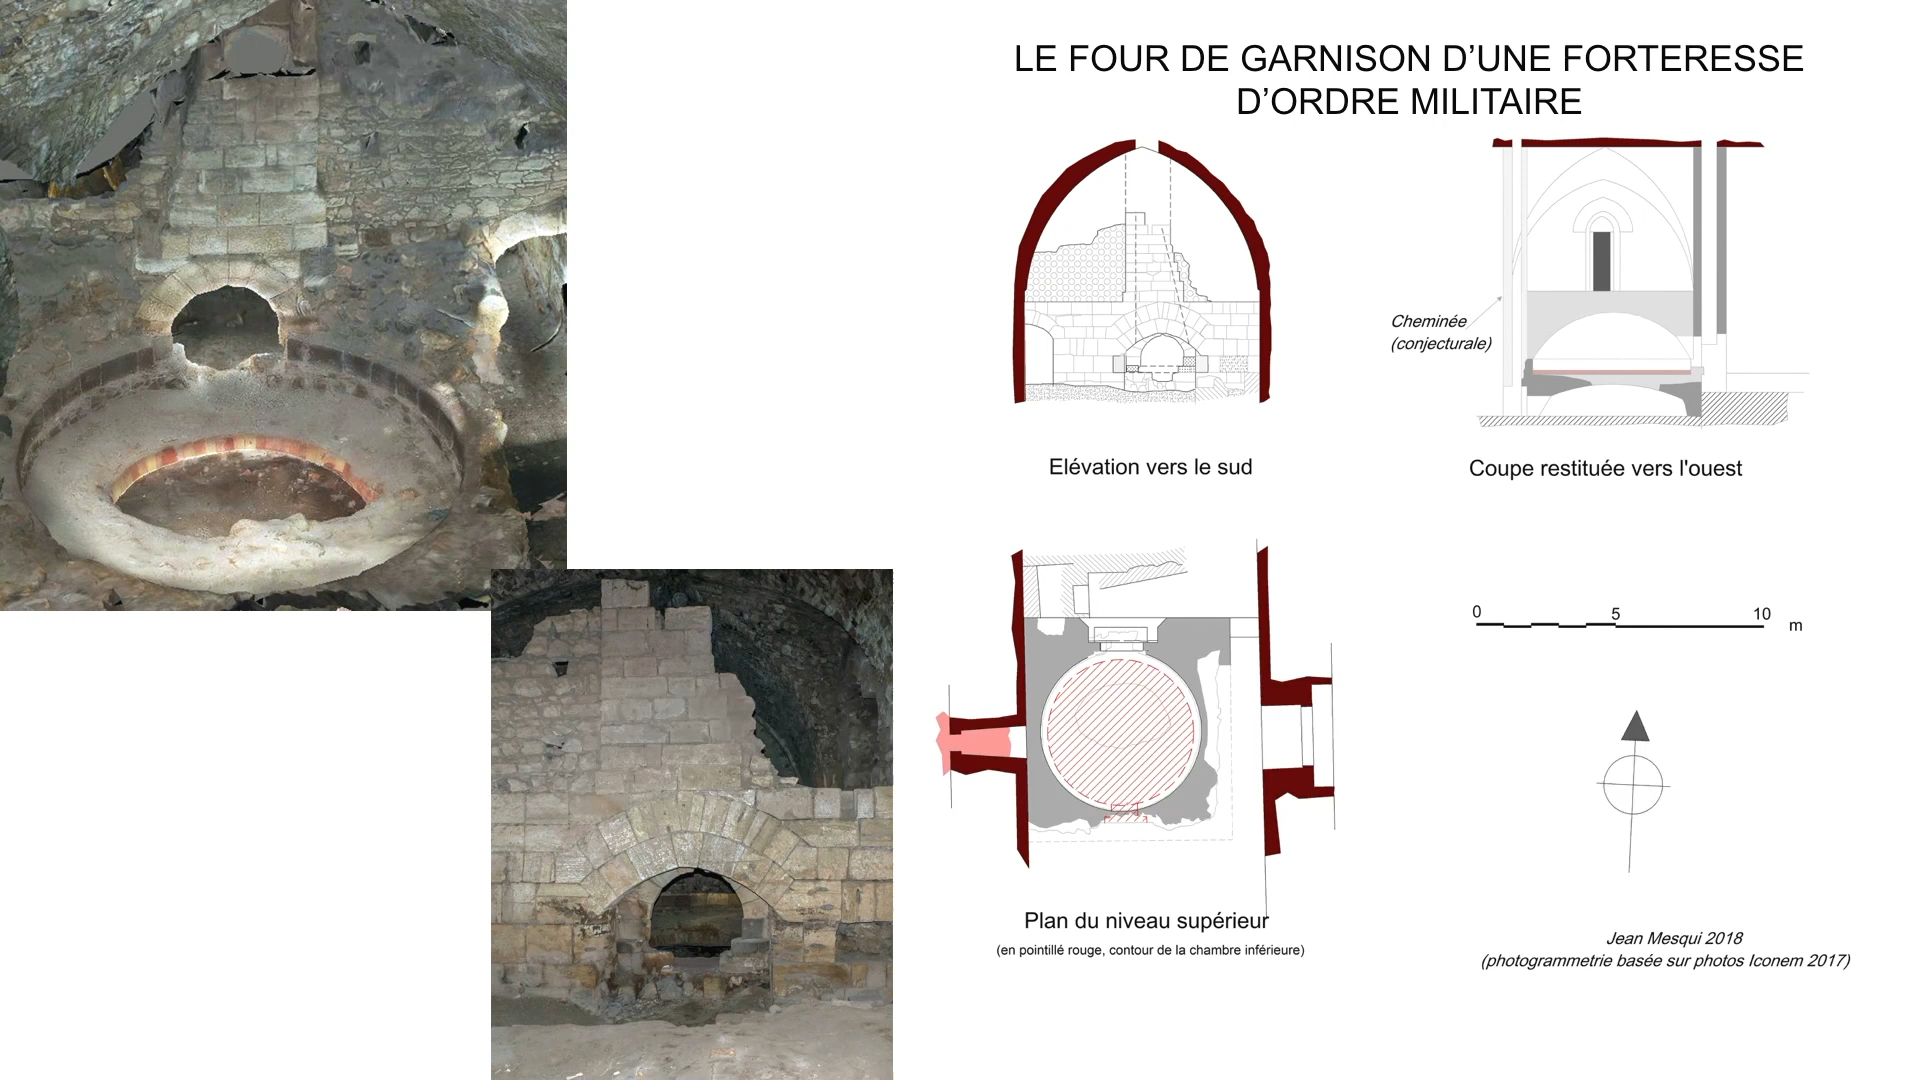 LE FOUR DE GARNISON D’UNE FORTERESSE
D’ORDRE MILITAIRE
Cheminée
(conjecturale)
Elévation vers le sud
Coupe restituée vers l'ouest
0 5 10 m
Plan du niveau supérieur
(en pointillé rouge, contour de la chambre inférieure)
Jean Mesqui 2018
(photogrammetrie basée sur photos Iconem 2017)